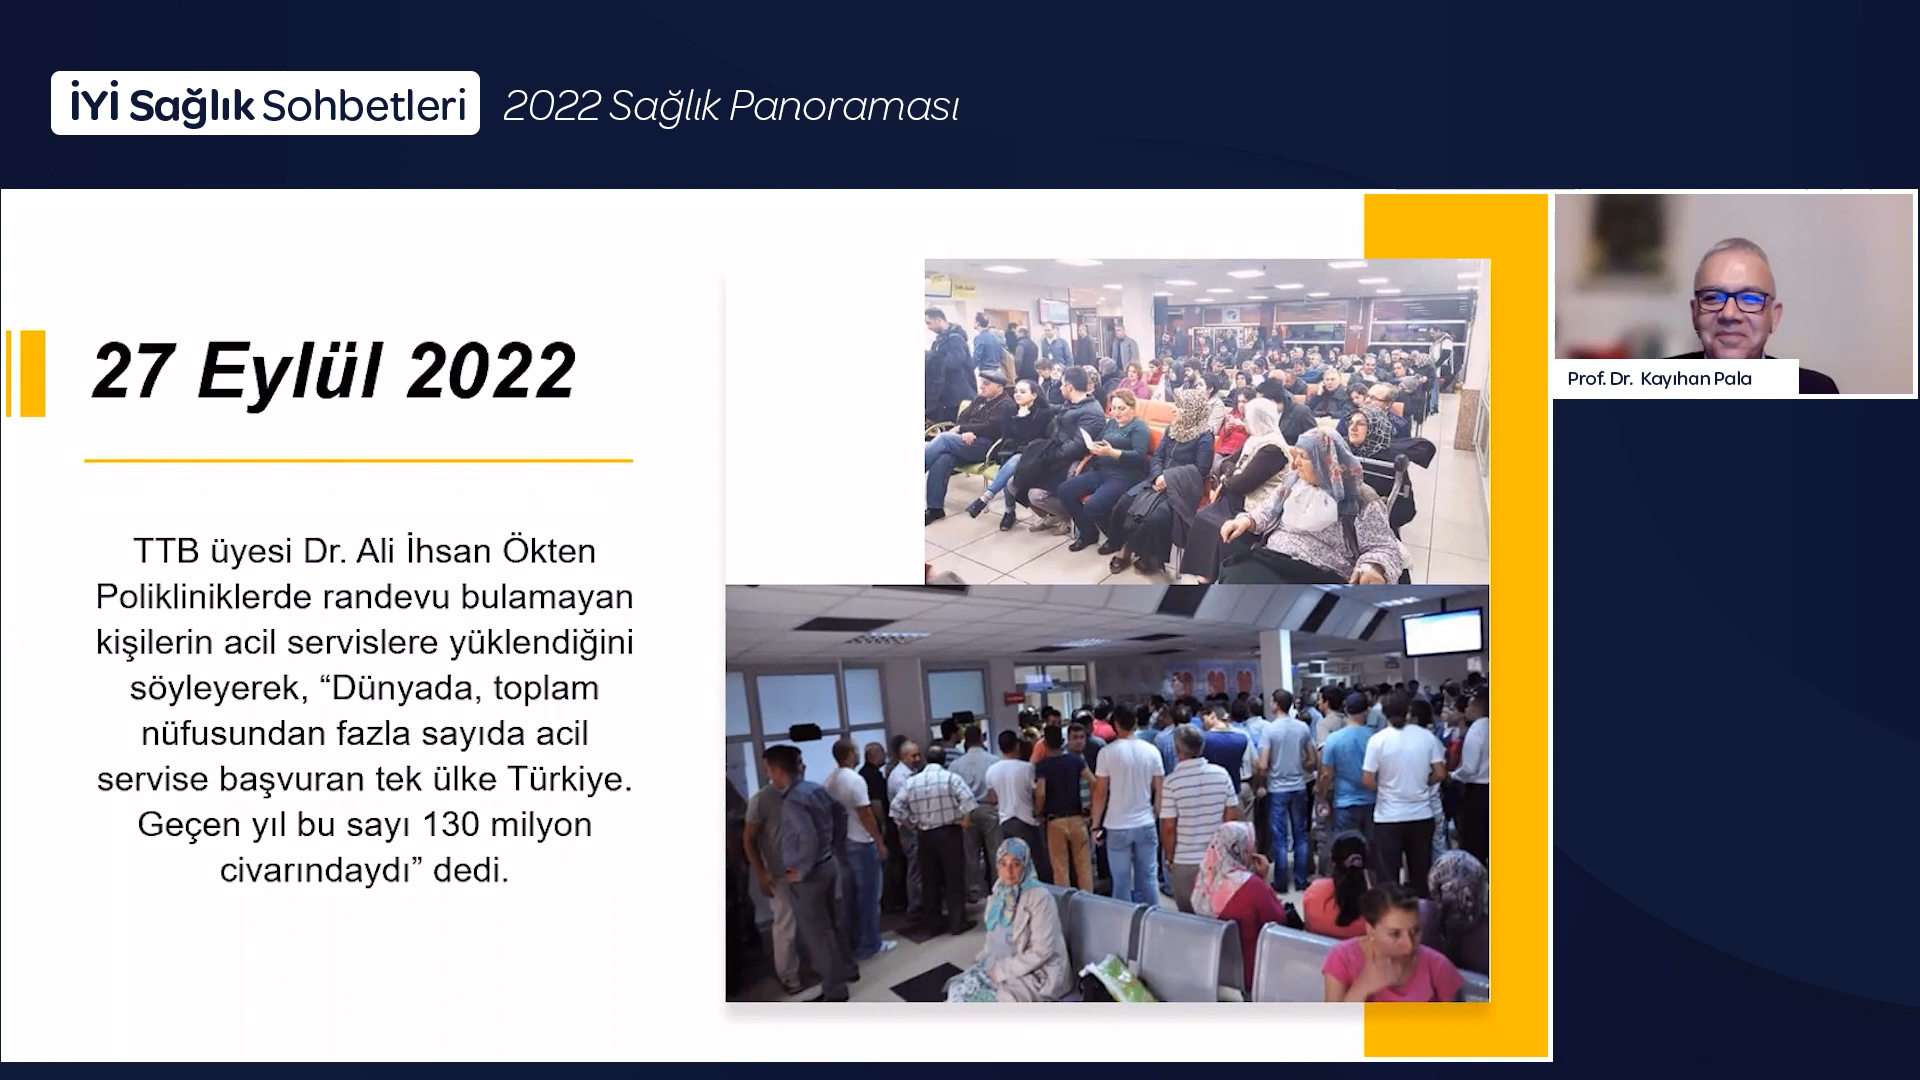 İYİ Sağlık Sohbetleri 2022 Sağlık Panoraması
27 Eylül 2022
TTB üyesi Dr. Ali İhsan Ökten
Polikliniklerde randevu bulamayan
kişilerin acil servislere yüklendiğini
söyleyerek, “Dünyada, toplam
nüfusundan fazla sayıda acil
servise başvuran tek ülke Türkiye.
Geçen yıl bu sayı 130 milyon
civarındaydı” dedi.
Prof. Dr. Kayıhan Pala